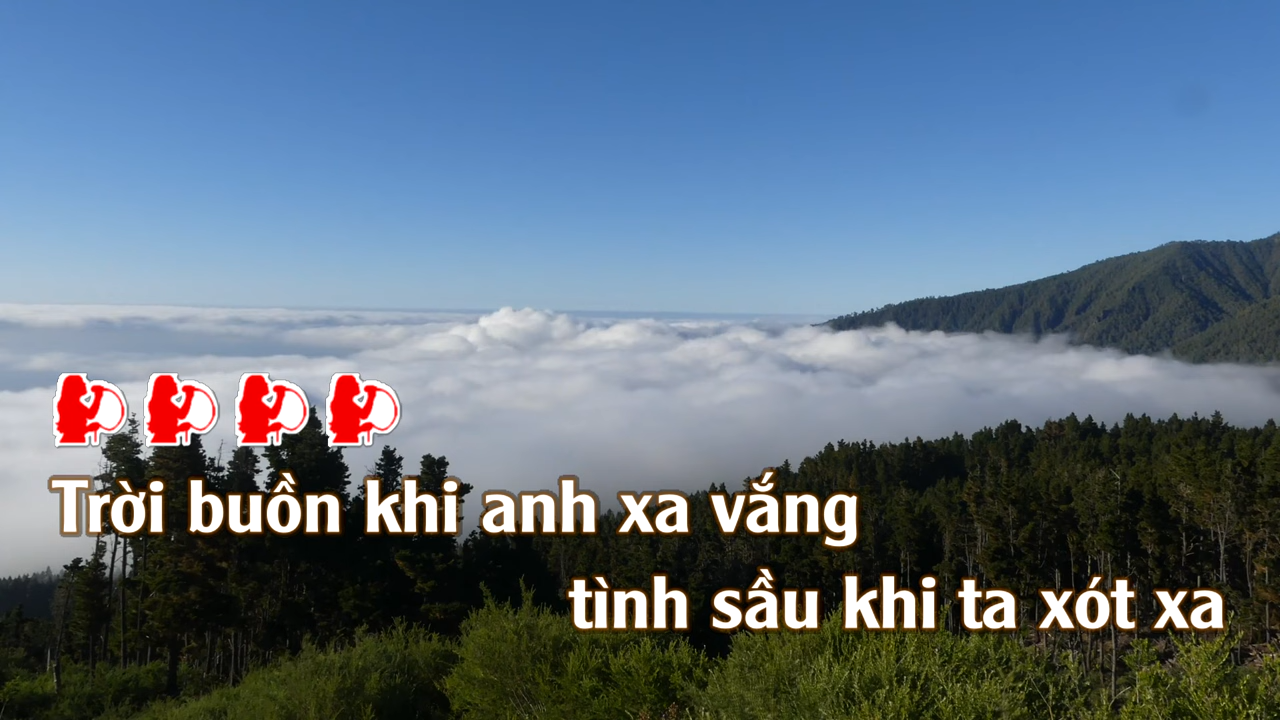 Trời buồn khi anh xa vắng
tình sầu khi ta xót xa